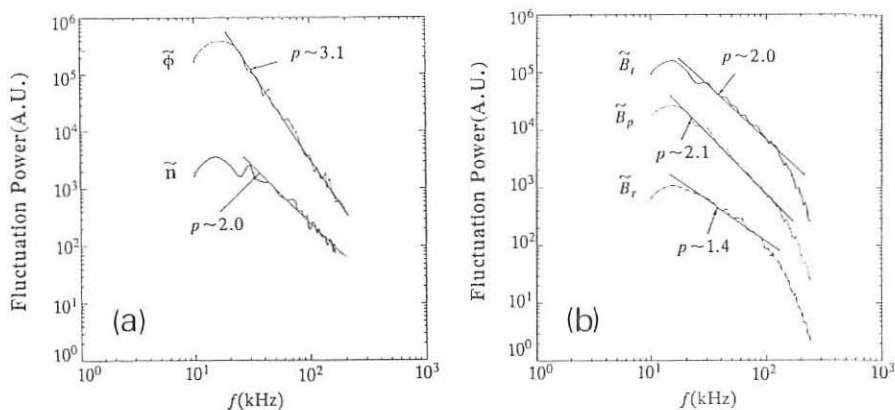 10⁶
10⁵
10⁴
10³
10²
10¹
10⁰
Fluctuation Power(A.U.)
ϕ̃
p~3.1
ñ
p~2.0
(a)
10⁰ 10¹ 10² 10³
f(kHz)
10⁶
10⁵
10⁴
10³
10²
10¹
10⁰
Fluctuation Power(A.U.)
B̃t
p~2.0
B̃p
p~2.1
B̃r
p~1.4
(b)
10⁰ 10¹ 10² 10³
f(kHz)